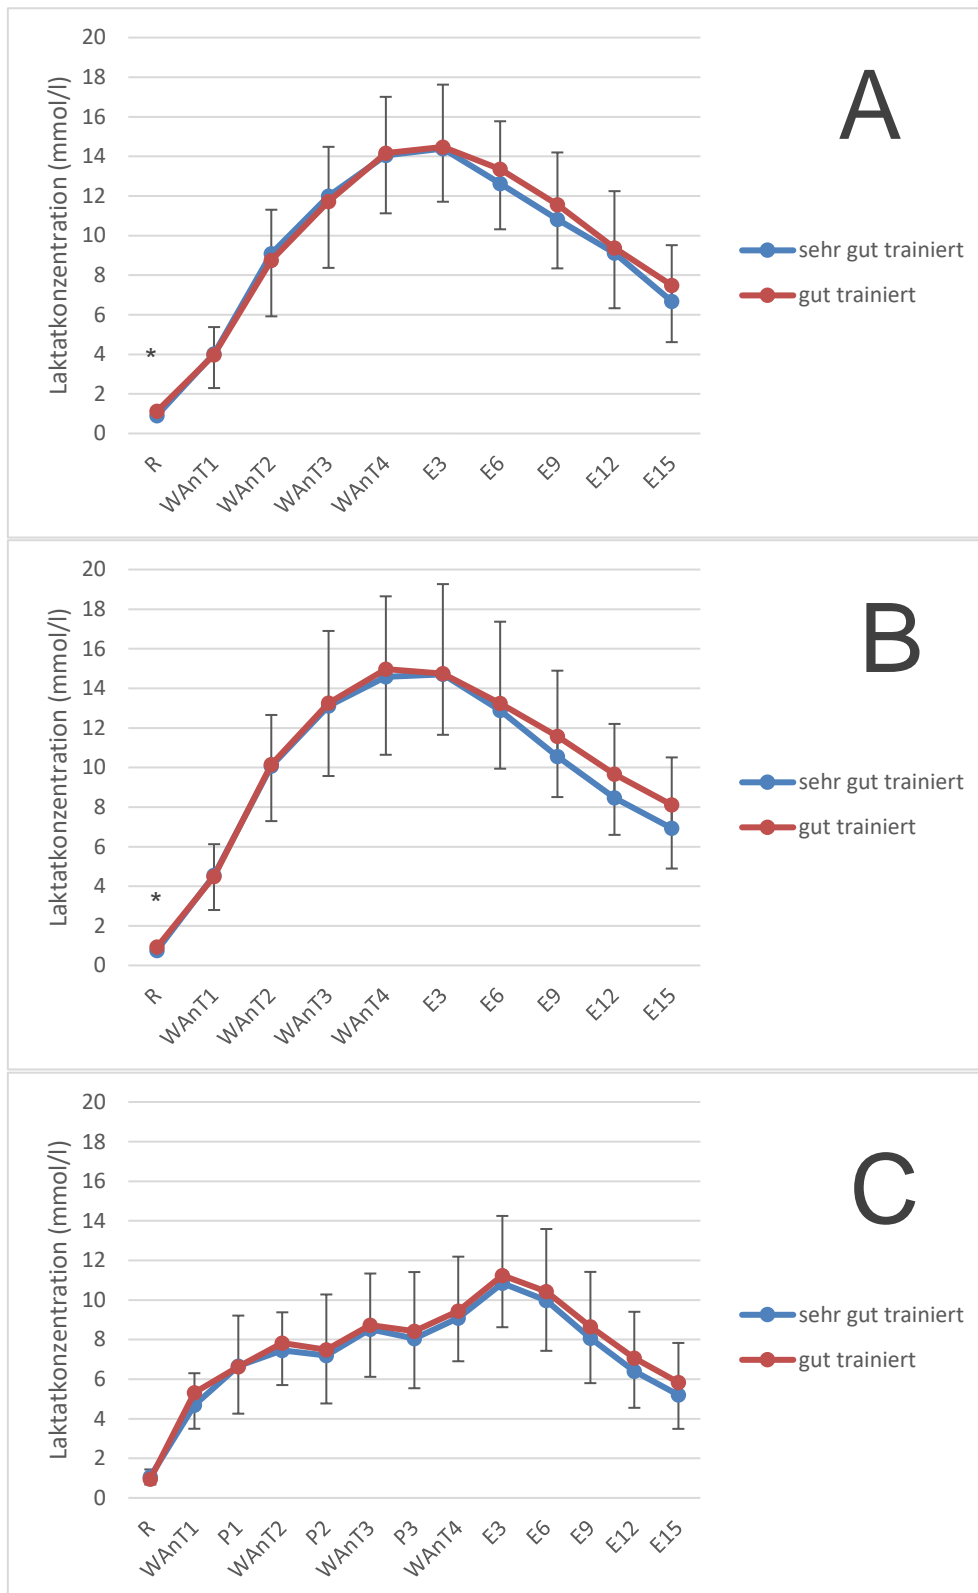 20
18
16
14
12
10
8
6
4
2
0
Laktatkonzentration (mmol/l)
*
R
WAnT1
WAnT2
WAnT3
WAnT4
E3
E6
E9
E12
E15
A
sehr gut trainiert
gut trainiert
20
18
16
14
12
10
8
6
4
2
0
Laktatkonzentration (mmol/l)
*
R
WAnT1
WAnT2
WAnT3
WAnT4
E3
E6
E9
E12
E15
B
sehr gut trainiert
gut trainiert
20
18
16
14
12
10
8
6
4
2
0
Laktatkonzentration (mmol/l)
R
WAnT1
P1
WAnT2
P2
WAnT3
P3
WAnT4
E3
E6
E9
E12
E15
C
sehr gut trainiert
gut trainiert